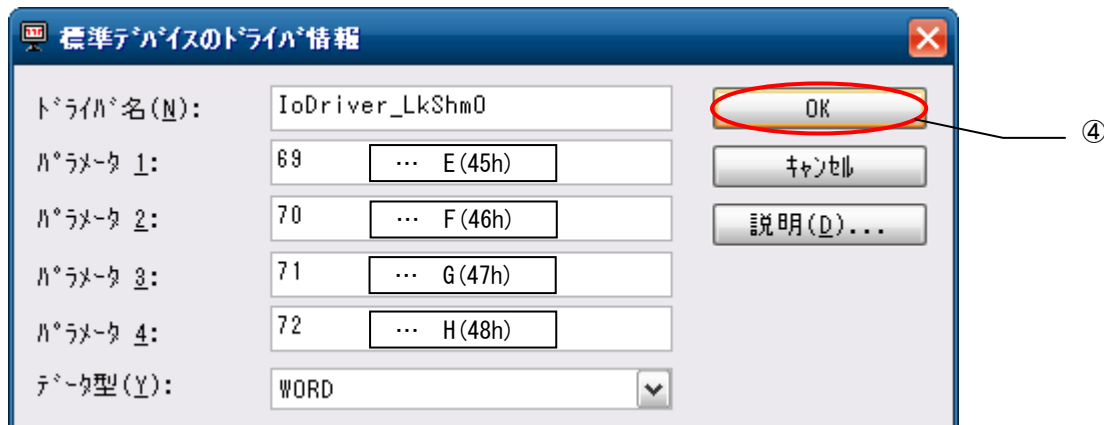 標準ﾃﾞﾊﾞｲｽのﾄﾞﾗｲﾊﾞ情報
ﾄﾞﾗｲﾊﾞ名(N): IoDriver_LkShm0 OK ④
ﾊﾟﾗﾒｰﾀ 1: 69 … E(45h) ｷｬﾝｾﾙ
ﾊﾟﾗﾒｰﾀ 2: 70 … F(46h) 説明(D)...
ﾊﾟﾗﾒｰﾀ 3: 71 … G(47h)
ﾊﾟﾗﾒｰﾀ 4: 72 … H(48h)
ﾃﾞｰﾀ型(Y): WORD